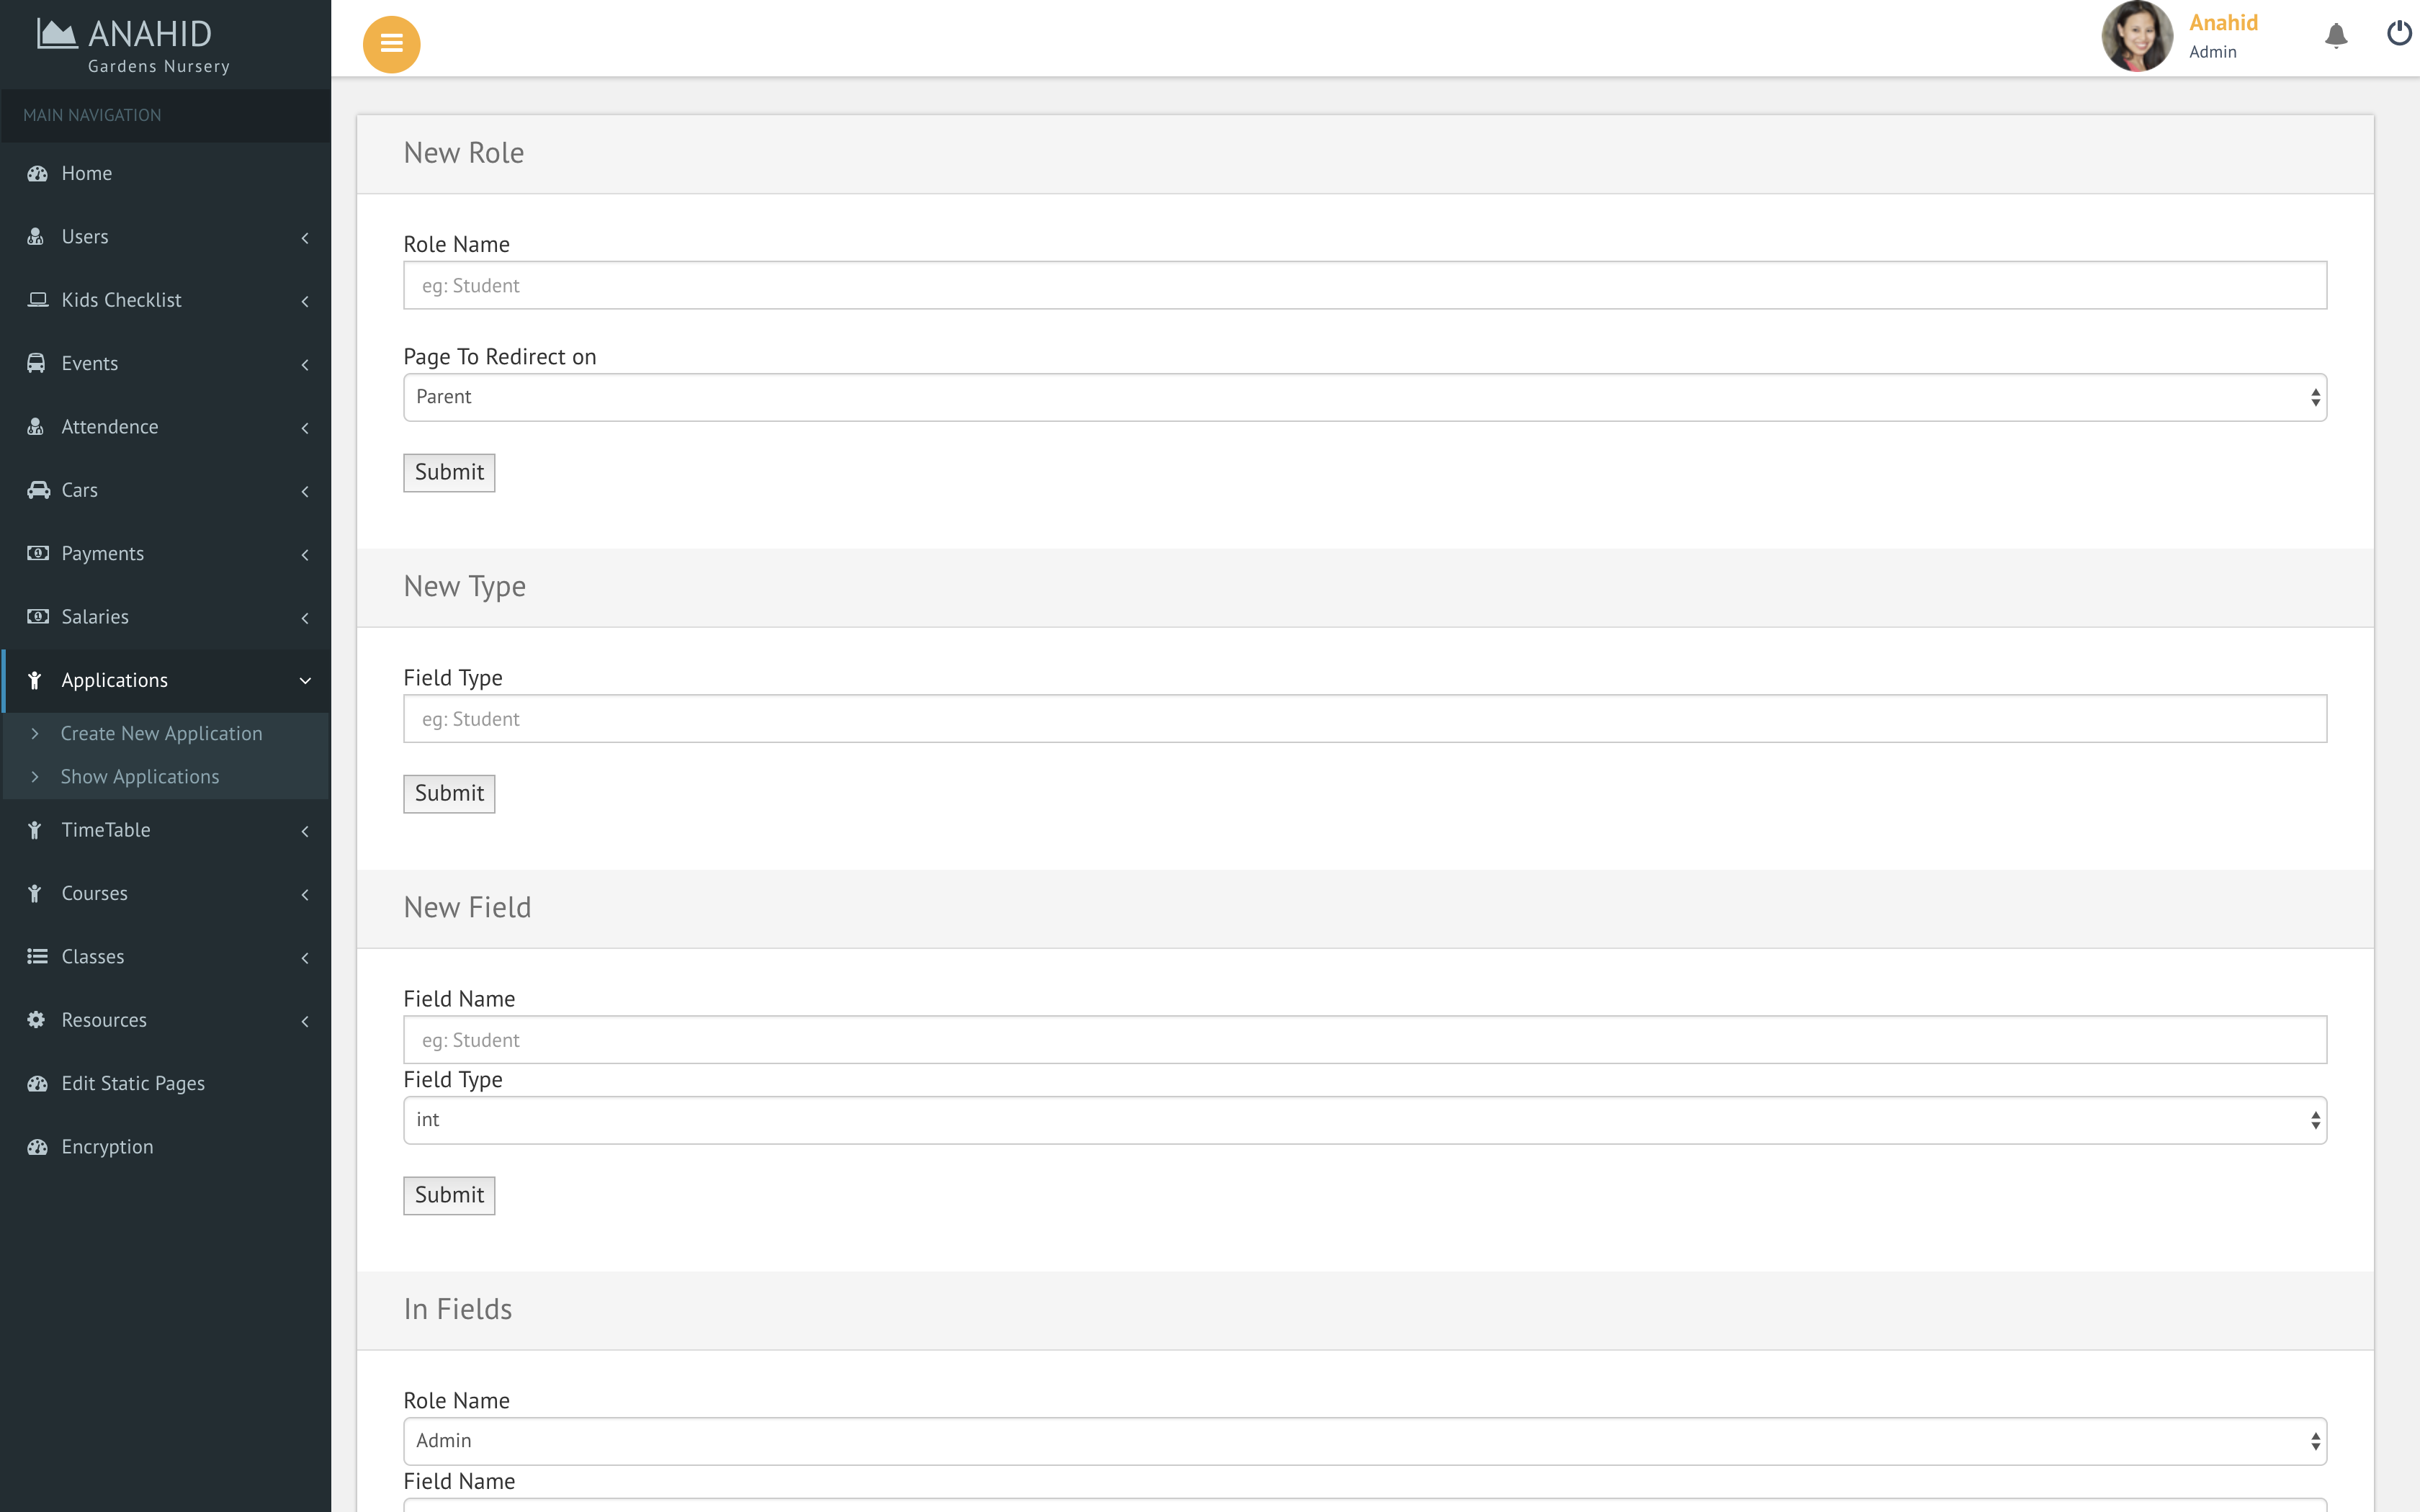 ANAHID
Gardens Nursery
MAIN NAVIGATION
Home
Users
Kids Checklist
Events
Attendence
Cars
Payments
Salaries
Applications
Create New Application
Show Applications
TimeTable
Courses
Classes
Resources
Edit Static Pages
Encryption
Anahid
Admin
New Role
Role Name
eg: Student
Page To Redirect on
Parent
Submit
New Type
Field Type
eg: Student
Submit
New Field
Field Name
eg: Student
Field Type
int
Submit
In Fields
Role Name
Admin
Field Name